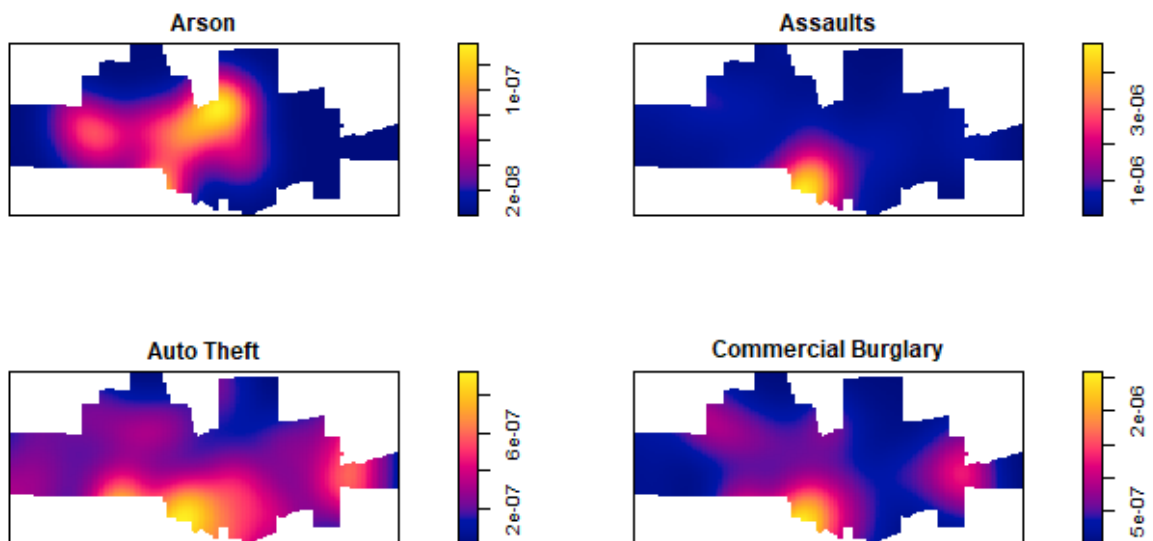 Arson
1e-07
2e-08
Assaults
3e-06
1e-06
Auto Theft
6e-07
2e-07
Commercial Burglary
2e-06
5e-07